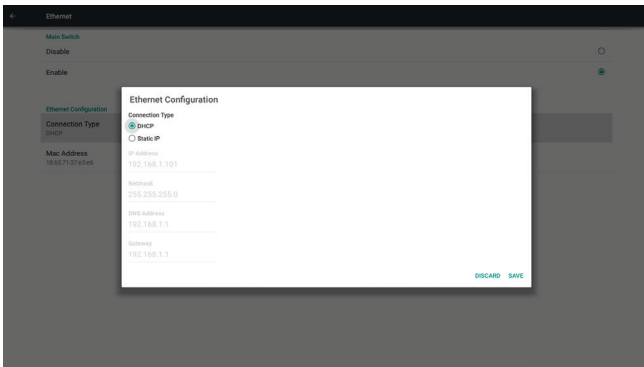 Ethernet
Main Switch
Disable
Enable
Ethernet Configuration
Connection Type
DHCP
Mac Address
Ethernet Configuration
Connection Type
DHCP
Static IP
IP Address
192.168.1.101
Netmask
255.255.255.0
DNS Address
192.168.1.1
Gateway
192.168.1.1
DISCARD SAVE